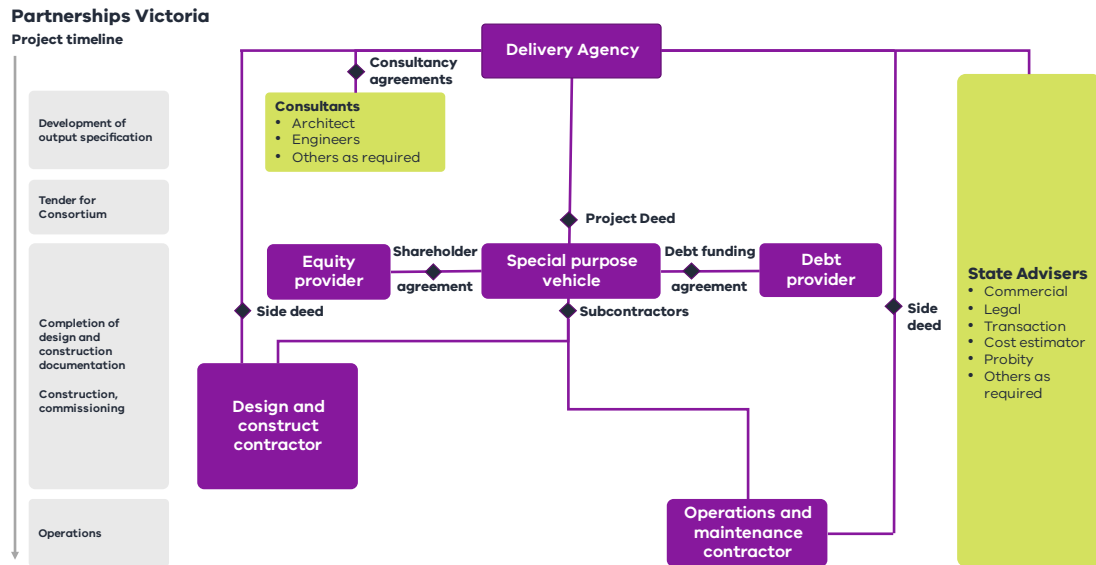 Partnerships Victoria
Project timeline
Delivery Agency
Consultancy
agreements
Consultants
• Architect
• Engineers
• Others as required
Development of
output specification
Tender for
Consortium
Project Deed
Equity
provider
Shareholder
agreement
Special purpose
vehicle
Debt funding
agreement
Debt
provider
Side deed
Subcontractors
Side
deed
State Advisers
• Commercial
• Legal
• Transaction
• Cost estimator
• Probity
• Others as
required
Completion of
design and
construction
documentation
Construction,
commissioning
Design and
construct
contractor
Operations
Operations and
maintenance
contractor